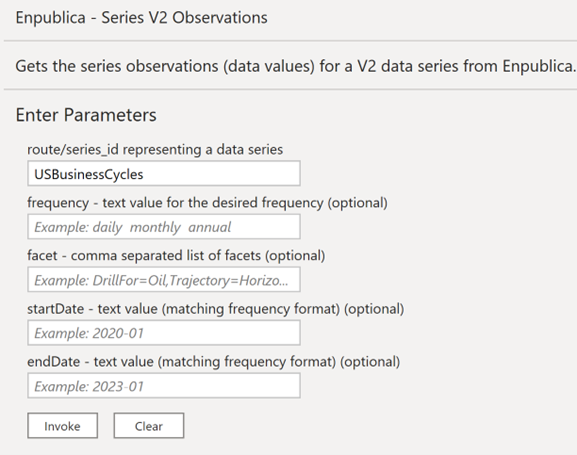 Enpublica - Series V2 Observations
Gets the series observations (data values) for a V2 data series from Enpublica.
Enter Parameters
route/series_id representing a data series
USBusinessCycles
frequency - text value for the desired frequency (optional)
Example: daily monthly annual
facet - comma separated list of facets (optional)
Example: DrillFor=Oil,Trajectory=Horizo...
startDate - text value (matching frequency format) (optional)
Example: 2020-01
endDate - text value (matching frequency format) (optional)
Example: 2023-01
Invoke Clear